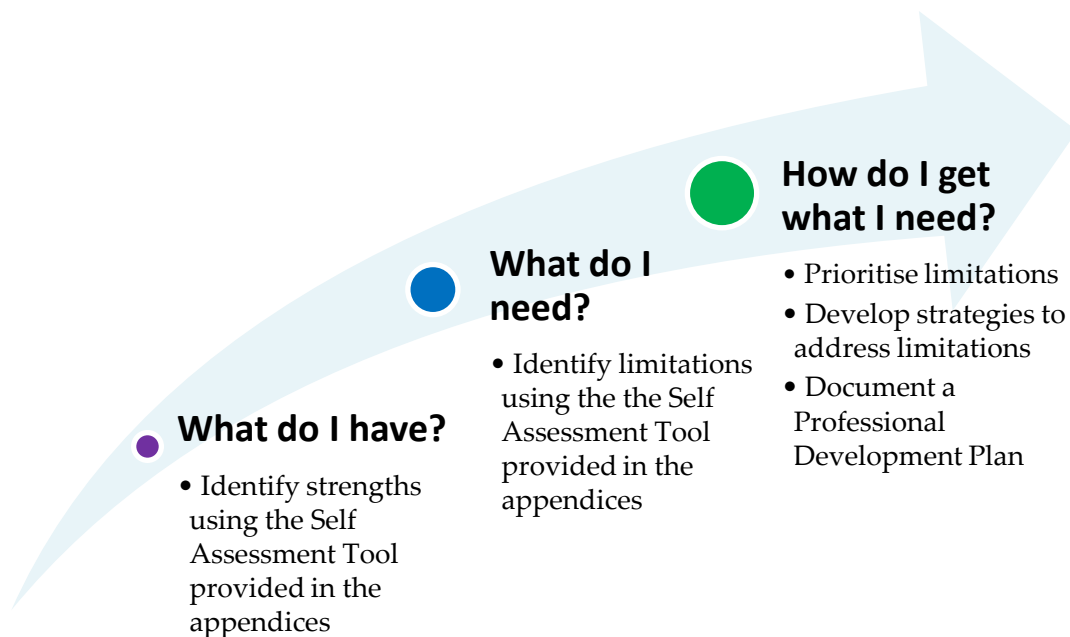 What do I have?
• Identify strengths
using the Self
Assessment Tool
provided in the
appendices
What do I
need?
• Identify limitations
using the the Self
Assessment Tool
provided in the
appendices
How do I get
what I need?
• Prioritise limitations
• Develop strategies to
address limitations
• Document a
Professional
Development Plan